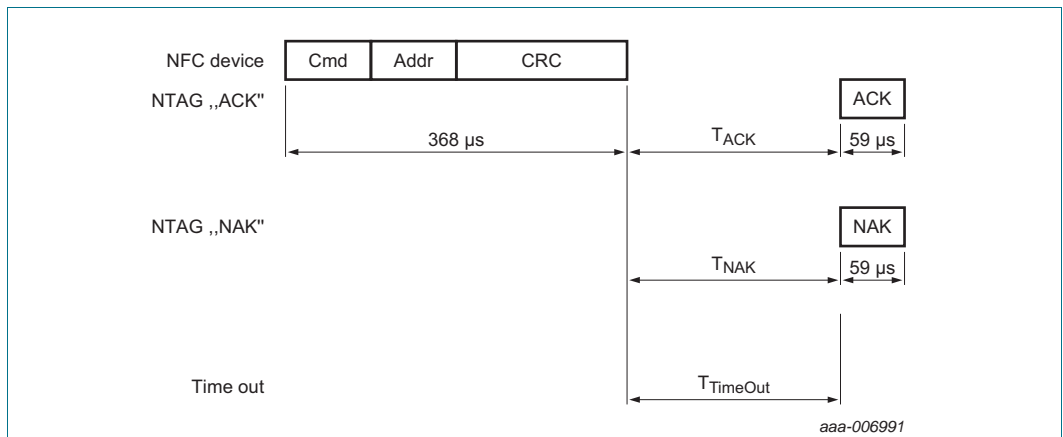 NFC device Cmd Addr CRC
NTAG ,,ACK" ACK
368 µs TACK 59 µs
NTAG ,,NAK" NAK
TNAK 59 µs
Time out TTimeOut
aaa-006991